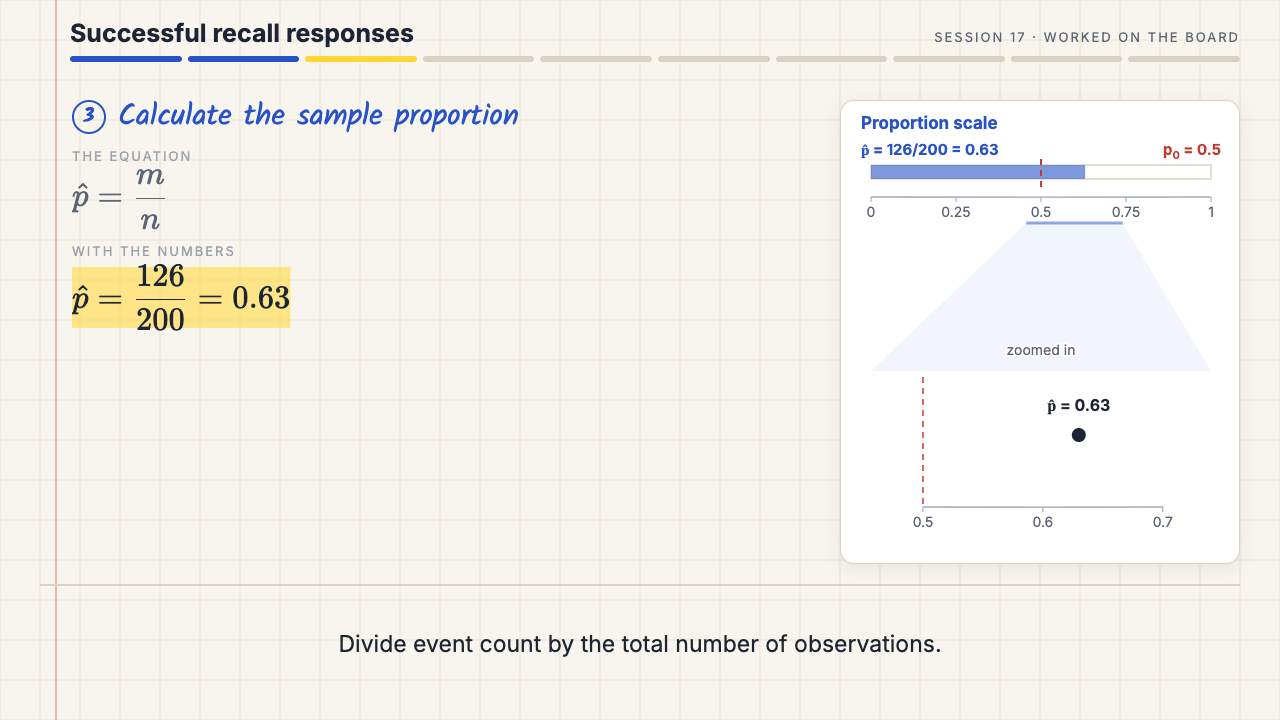 Successful recall responses
SESSION 17 · WORKED ON THE BOARD
3 Calculate the sample proportion
THE EQUATION
p̂ = m/n
WITH THE NUMBERS
p̂ = 126/200 = 0.63
Proportion scale
p̂ = 126/200 = 0.63
p₀ = 0.5
0 0.25 0.5 0.75 1
zoomed in
p̂ = 0.63
0.5 0.6 0.7
Divide event count by the total number of observations.